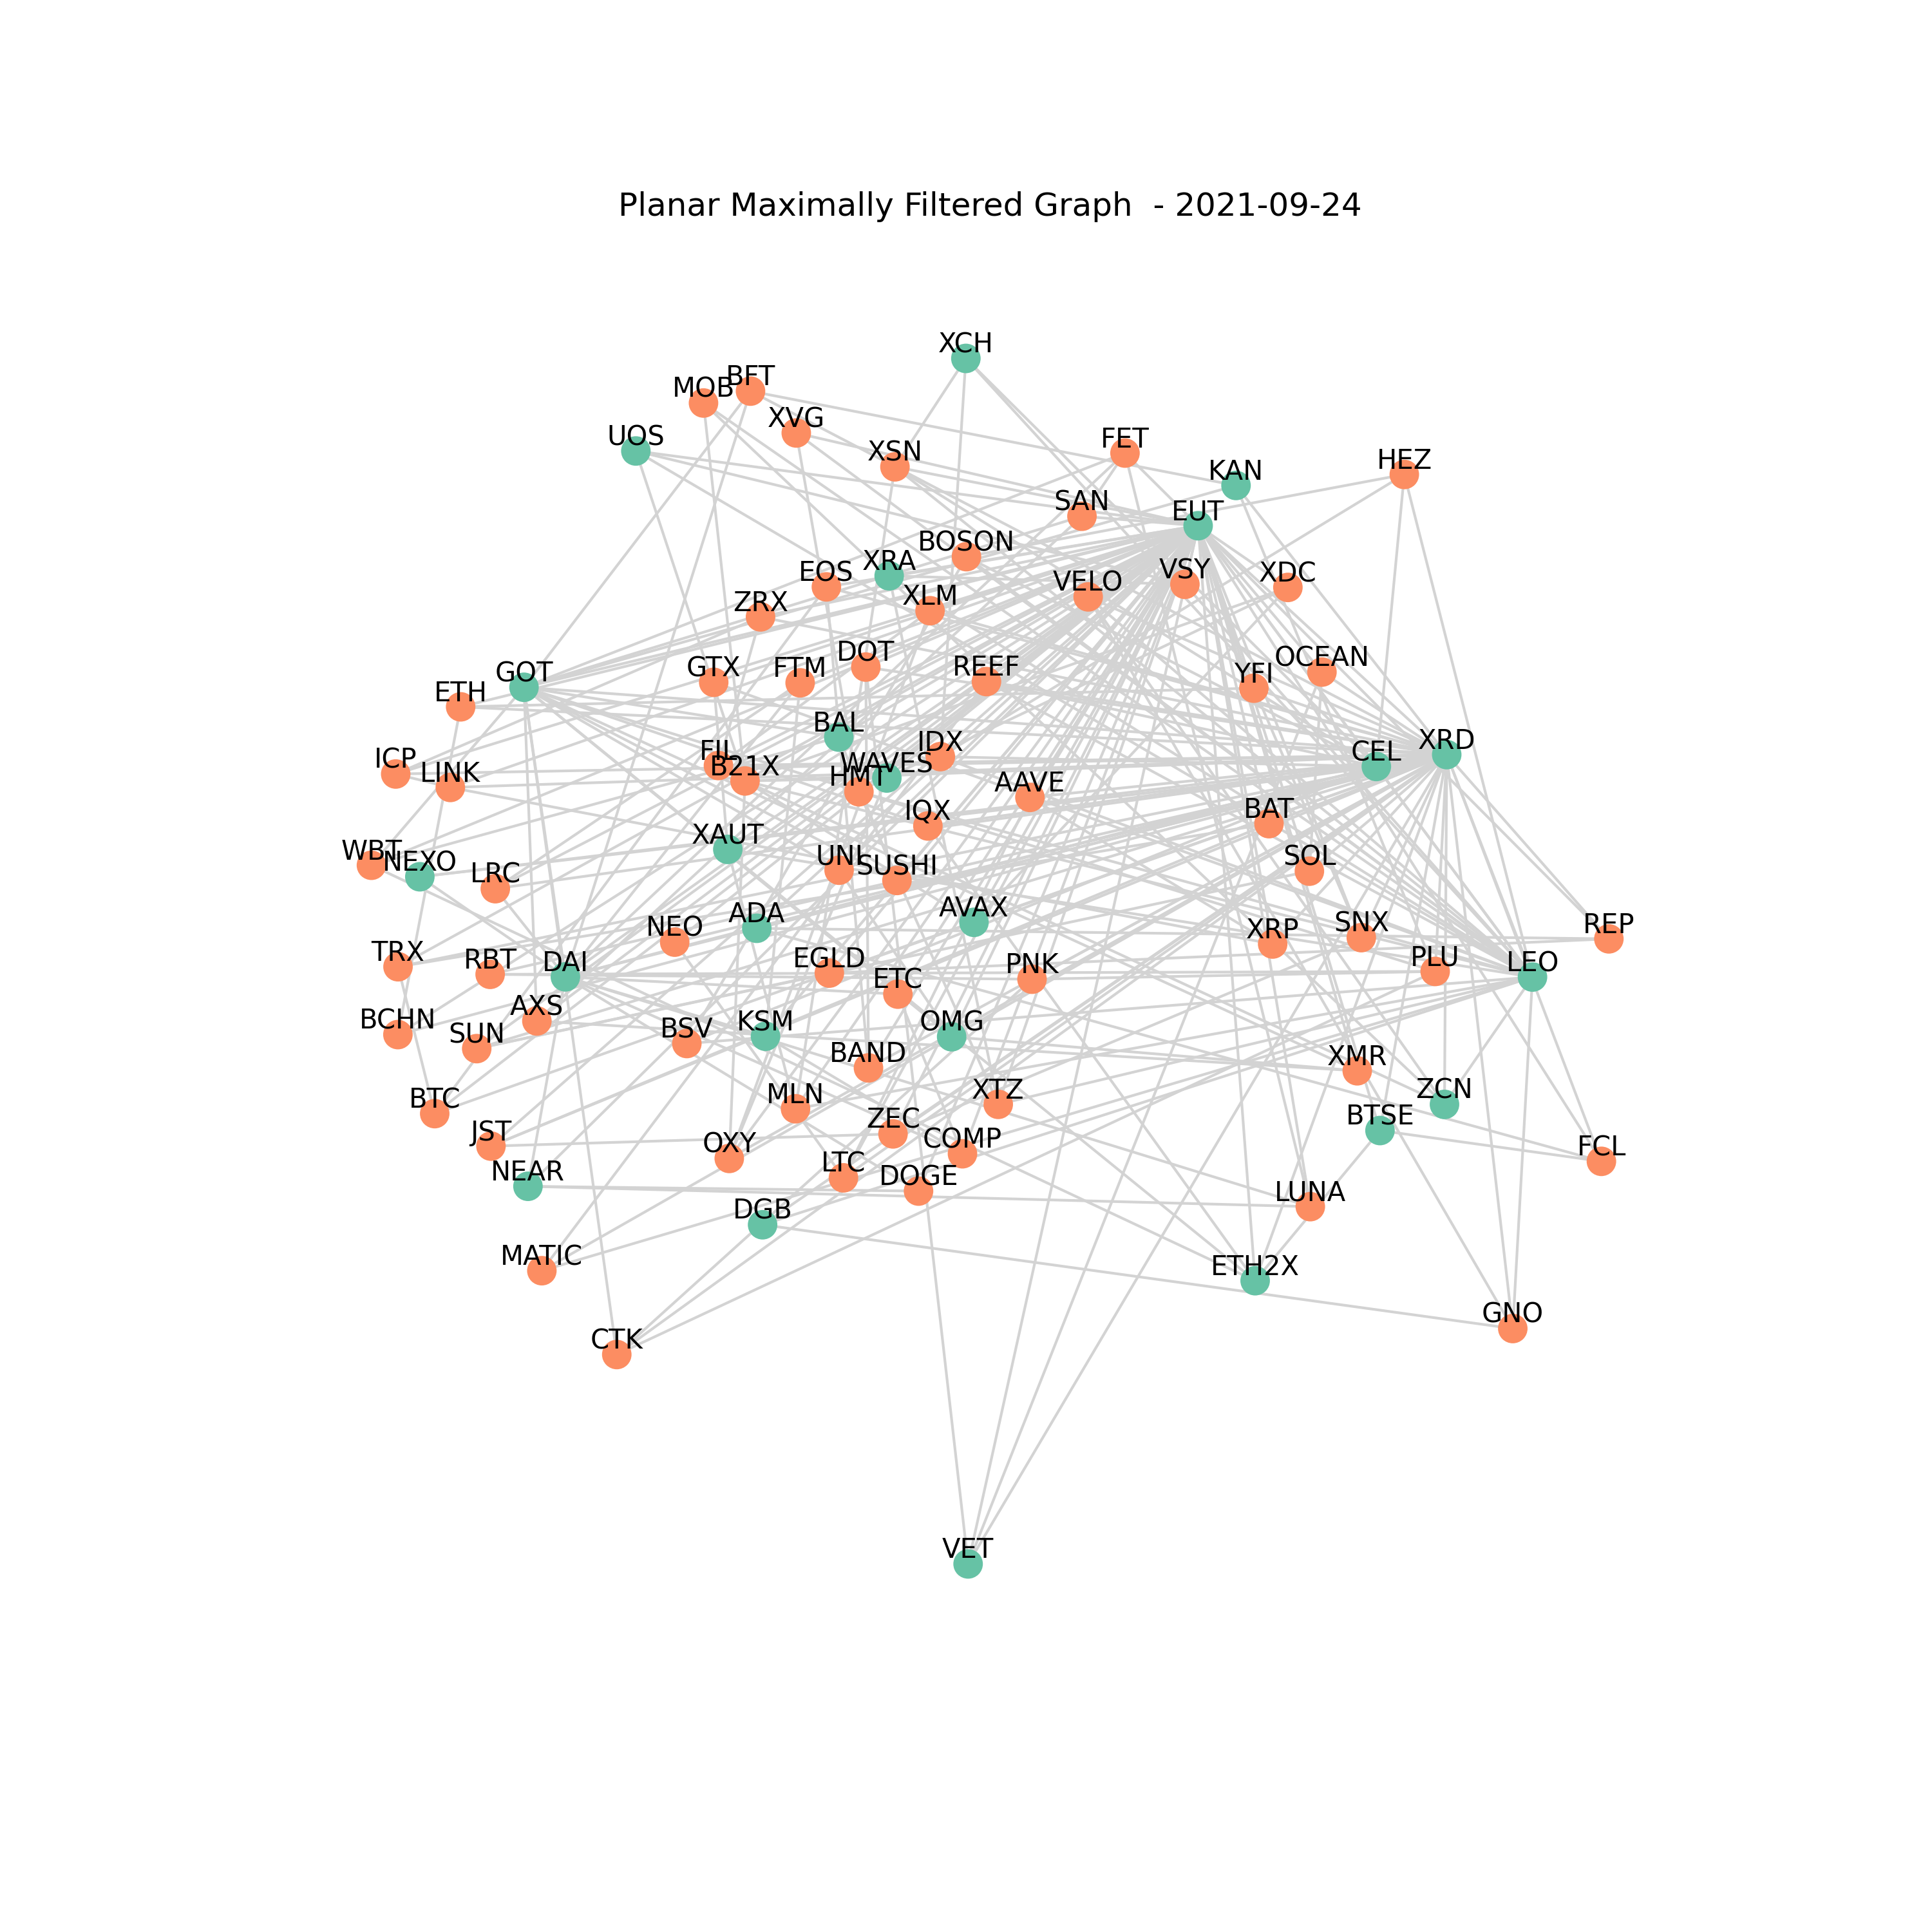 Planar Maximally Filtered Graph - 2021-09-24
XCH
BFT
MOB
XVG
UOS
FET
XSN
HEZ
KAN
SAN
EUT
BOSON
XRA
EOS
VSY
XDC
VELO
XLM
ZRX
DOT
OCEAN
GOT
GTX
FTM
REEF
YFI
ETH
BAL
XRD
IDX
FIL
CEL
ICP
WAVES
B21X
LINK
HMT
AAVE
IQX
BAT
XAUT
WBT
UNI
SOL
NEXO
SUSHI
LRC
AVAX
ADA
SNX
REP
NEO
XRP
TRX
PLU
EGLD
RBT
DAI
LEO
PNK
ETC
AXS
BCHN
KSM
OMG
BSV
SUN
BAND
XMR
ZCN
XTZ
MLN
BTC
BTSE
ZEC
JST
COMP
OXY
FCL
LTC
NEAR
DOGE
LUNA
DGB
MATIC
ETH2X
GNO
CTK
VET